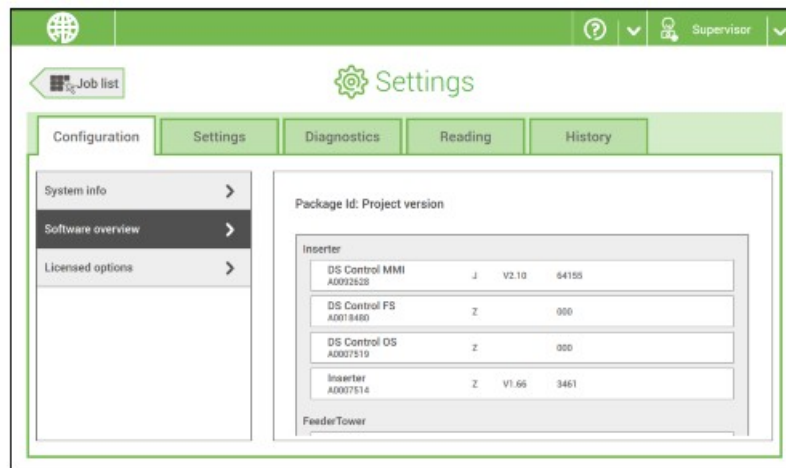 Supervisor
Job list
Settings
Configuration
Settings
Diagnostics
Reading
History
System info
Software overview
Licensed options
Package Id: Project version
Inserter
DS Control MMI J V2.10 64155
A0092628
DS Control FS Z 000
A0018480
DS Control OS Z 000
A0007519
Inserter Z V1.66 3461
A0007514
FeederTower